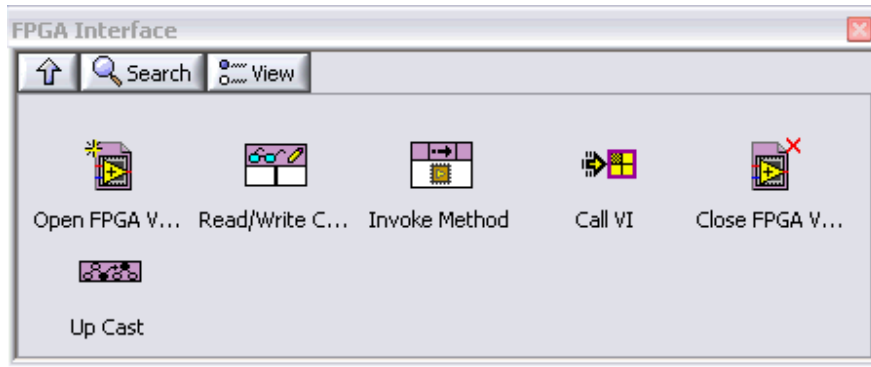 FPGA Interface
Search View
Open FPGA V... Read/Write C... Invoke Method Call VI Close FPGA V...
Up Cast